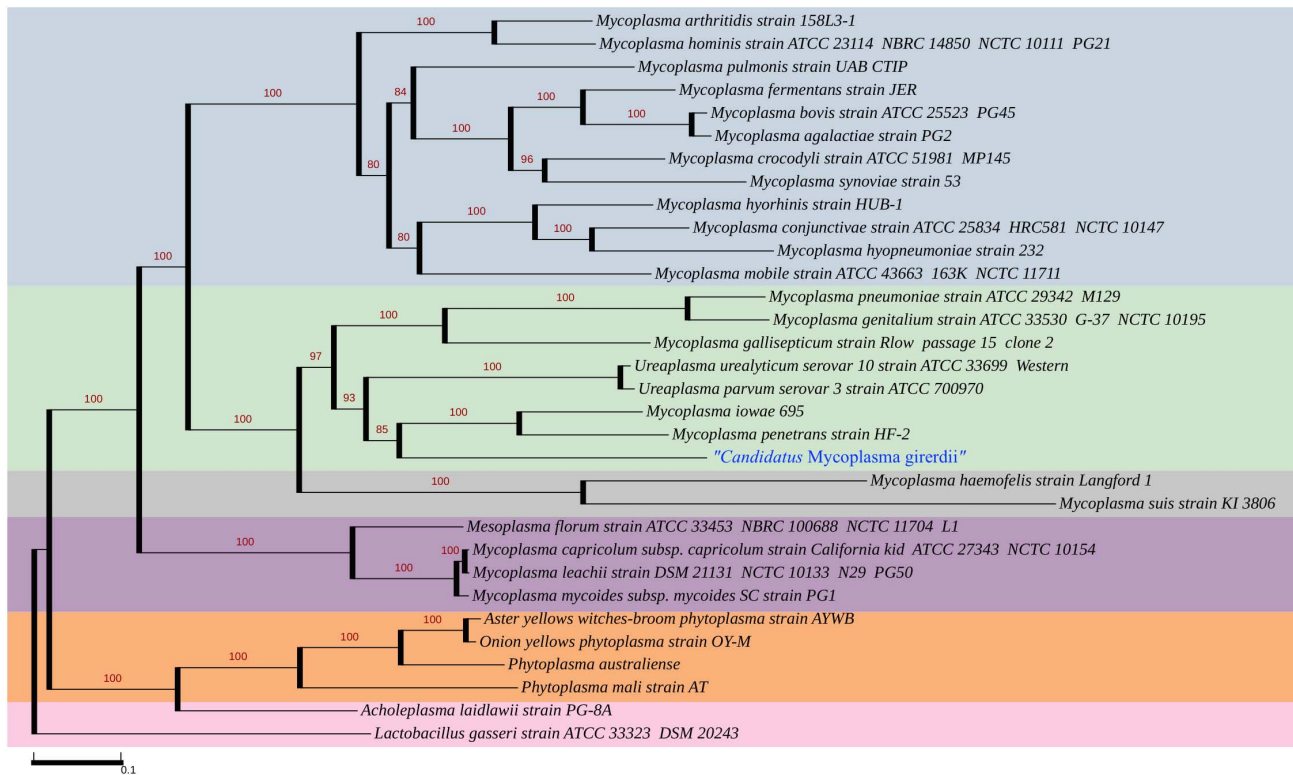 100
Mycoplasma arthritidis strain 158L3-1
Mycoplasma hominis strain ATCC 23114 NBRC 14850 NCTC 10111 PG21
100
84
Mycoplasma pulmonis strain UAB CTIP
100
Mycoplasma fermentans strain JER
100
Mycoplasma bovis strain ATCC 25523 PG45
Mycoplasma agalactiae strain PG2
100
80
96
Mycoplasma crocodyli strain ATCC 51981 MP145
Mycoplasma synoviae strain 53
100
Mycoplasma hyorhinis strain HUB-1
100
Mycoplasma conjunctivae strain ATCC 25834 HRC581 NCTC 10147
80
Mycoplasma hyopneumoniae strain 232
100
Mycoplasma mobile strain ATCC 43663 163K NCTC 11711
100
Mycoplasma pneumoniae strain ATCC 29342 M129
100
Mycoplasma genitalium strain ATCC 33530 G-37 NCTC 10195
Mycoplasma gallisepticum strain Rlow passage 15 clone 2
97
100
Ureaplasma urealyticum serovar 10 strain ATCC 33699 Western
Ureaplasma parvum serovar 3 strain ATCC 700970
100
93
100
Mycoplasma iowae 695
100
85
Mycoplasma penetrans strain HF-2
"Candidatus Mycoplasma girerdii"
100
Mycoplasma haemofelis strain Langford 1
Mycoplasma suis strain KI 3806
Mesoplasma florum strain ATCC 33453 NBRC 100688 NCTC 11704 L1
100
100
Mycoplasma capricolum subsp. capricolum strain California kid ATCC 27343 NCTC 10154
100
Mycoplasma leachii strain DSM 21131 NCTC 10133 N29 PG50
Mycoplasma mycoides subsp. mycoides SC strain PG1
100
Aster yellows witches-broom phytoplasma strain AYWB
100
Onion yellows phytoplasma strain OY-M
100
Phytoplasma australiense
100
Phytoplasma mali strain AT
Acholeplasma laidlawii strain PG-8A
Lactobacillus gasseri strain ATCC 33323 DSM 20243
0.1